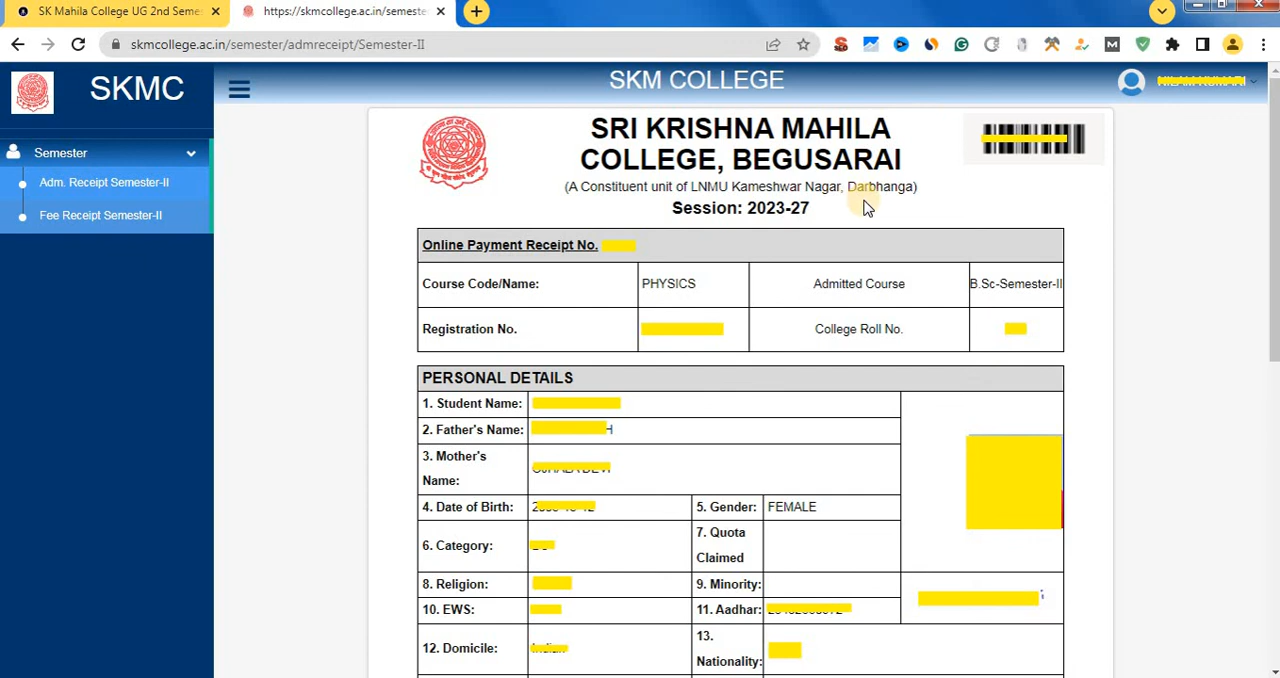 SK Mahila College UG 2nd Seme
https://skmcollege.ac.in/semeste
skmcollege.ac.in/semester/admreceipt/Semester-II
SKMC
SKM COLLEGE
Semester
Adm. Receipt Semester-II
Fee Receipt Semester-II
SRI KRISHNA MAHILA
COLLEGE, BEGUSARAI
(A Constituent unit of LNMU Kameshwar Nagar, Darbhanga)
Session: 2023-27
Online Payment Receipt No.
Course Code/Name: PHYSICS Admitted Course B.Sc-Semester-II
Registration No. College Roll No.
PERSONAL DETAILS
1. Student Name:
2. Father's Name:
3. Mother's
Name:
4. Date of Birth: 5. Gender: FEMALE
6. Category: 7. Quota
Claimed
8. Religion: 9. Minority:
10. EWS: 11. Aadhar:
12. Domicile: 13.
Nationality: